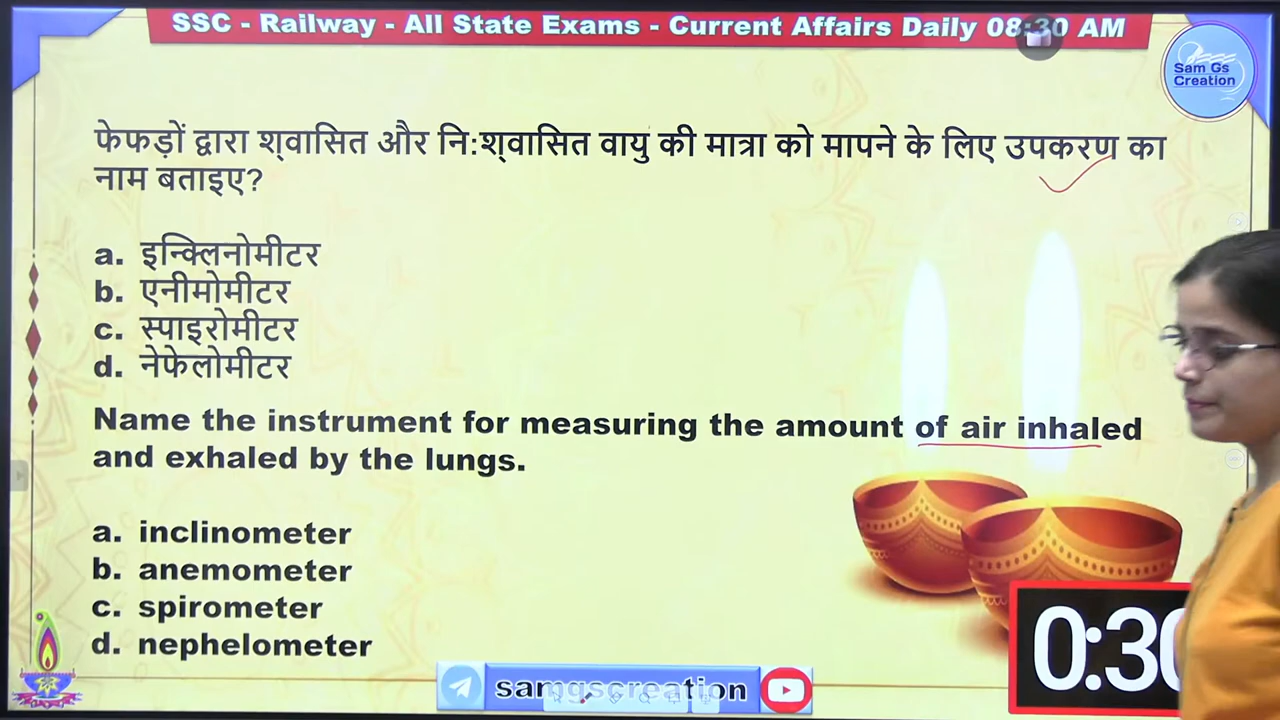 SSC - Railway - All State Exams - Current Affairs Daily 08:30 AM
Sam Gs
Creation
फेफड़ों द्वारा श्वासित और नि:श्वासित वायु की मात्रा को मापने के लिए उपकरण का
नाम बताइए?
a. इन्क्लिनोमीटर
b. एनीमोमीटर
c. स्पाइरोमीटर
d. नेफेलोमीटर
Name the instrument for measuring the amount of air inhaled
and exhaled by the lungs.
a. inclinometer
b. anemometer
c. spirometer
d. nephelometer
samgscreation
0:30